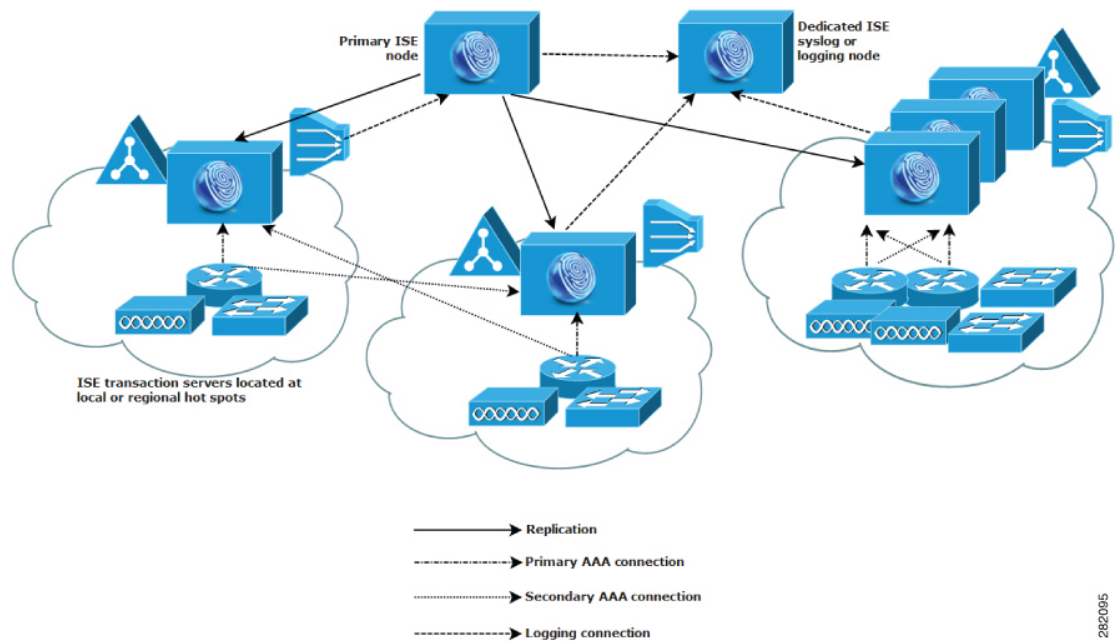 Primary ISE
node
Dedicated ISE
syslog or
logging node
ISE transaction servers located at
local or regional hot spots
Replication
Primary AAA connection
Secondary AAA connection
Logging connection
282095